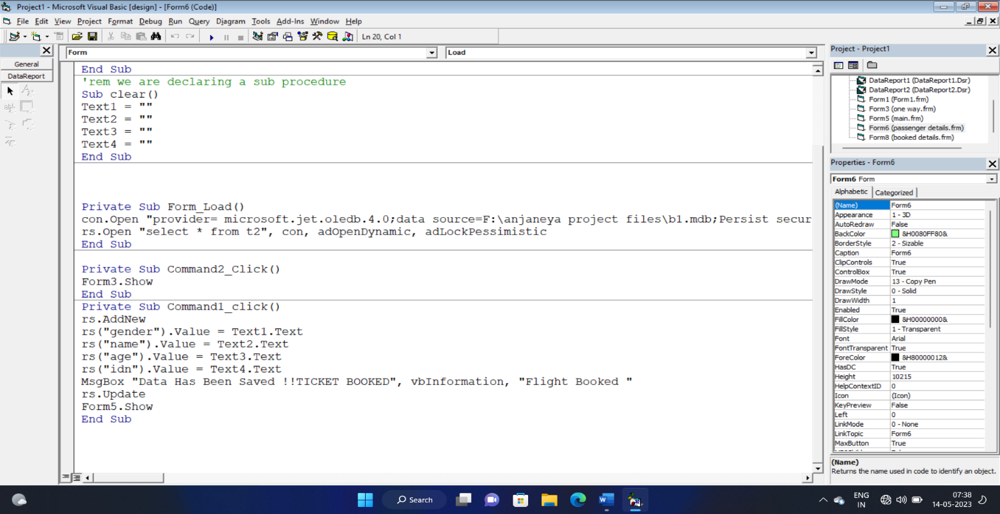 Project1 - Microsoft Visual Basic [design] - [Form6 (Code)]
File Edit View Project Format Debug Run Query Diagram Tools Add-Ins Window Help
Ln 20, Col 1
General
DataReport
Form
Load
End Sub
'rem we are declaring a sub procedure
Sub clear()
Text1 = ""
Text2 = ""
Text3 = ""
Text4 = ""
End Sub
Private Sub Form_Load()
con.Open "provider= microsoft.jet.oledb.4.0;data source=F:\anjaneya project files\b1.mdb;Persist secur
rs.Open "select * from t2", con, adOpenDynamic, adLockPessimistic
End Sub
Private Sub Command2_Click()
Form3.Show
End Sub
Private Sub Command1_click()
rs.AddNew
rs("gender").Value = Text1.Text
rs("name").Value = Text2.Text
rs("age").Value = Text3.Text
rs("idn").Value = Text4.Text
MsgBox "Data Has Been Saved !!TICKET BOOKED", vbInformation, "Flight Booked "
rs.Update
Form5.Show
End Sub
Project - Project1
DataReport1 (DataReport1.Dsr)
DataReport2 (DataReport2.Dsr)
Form1 (Form1.frm)
Form3 (one way.frm)
Form5 (main.frm)
Form6 (passenger details.frm)
Form8 (booked details.frm)
Properties - Form6
Form6 Form
Alphabetic Categorized
(Name) Form6
Appearance 1 - 3D
AutoRedraw False
BackColor &H0080FF80&
BorderStyle 2 - Sizable
Caption Form6
ClipControls True
ControlBox True
DrawMode 13 - Copy Pen
DrawStyle 0 - Solid
DrawWidth 1
Enabled True
FillColor &H00000000&
FillStyle 1 - Transparent
Font Arial
FontTransparent True
ForeColor &H80000012&
HasDC True
Height 10215
HelpContextID 0
Icon (Icon)
KeyPreview False
Left 0
LinkMode 0 - None
LinkTopic Form6
MaxButton True
(Name)
Returns the name used in code to identify an object.
Search
ENG
IN
07:38
14-05-2023